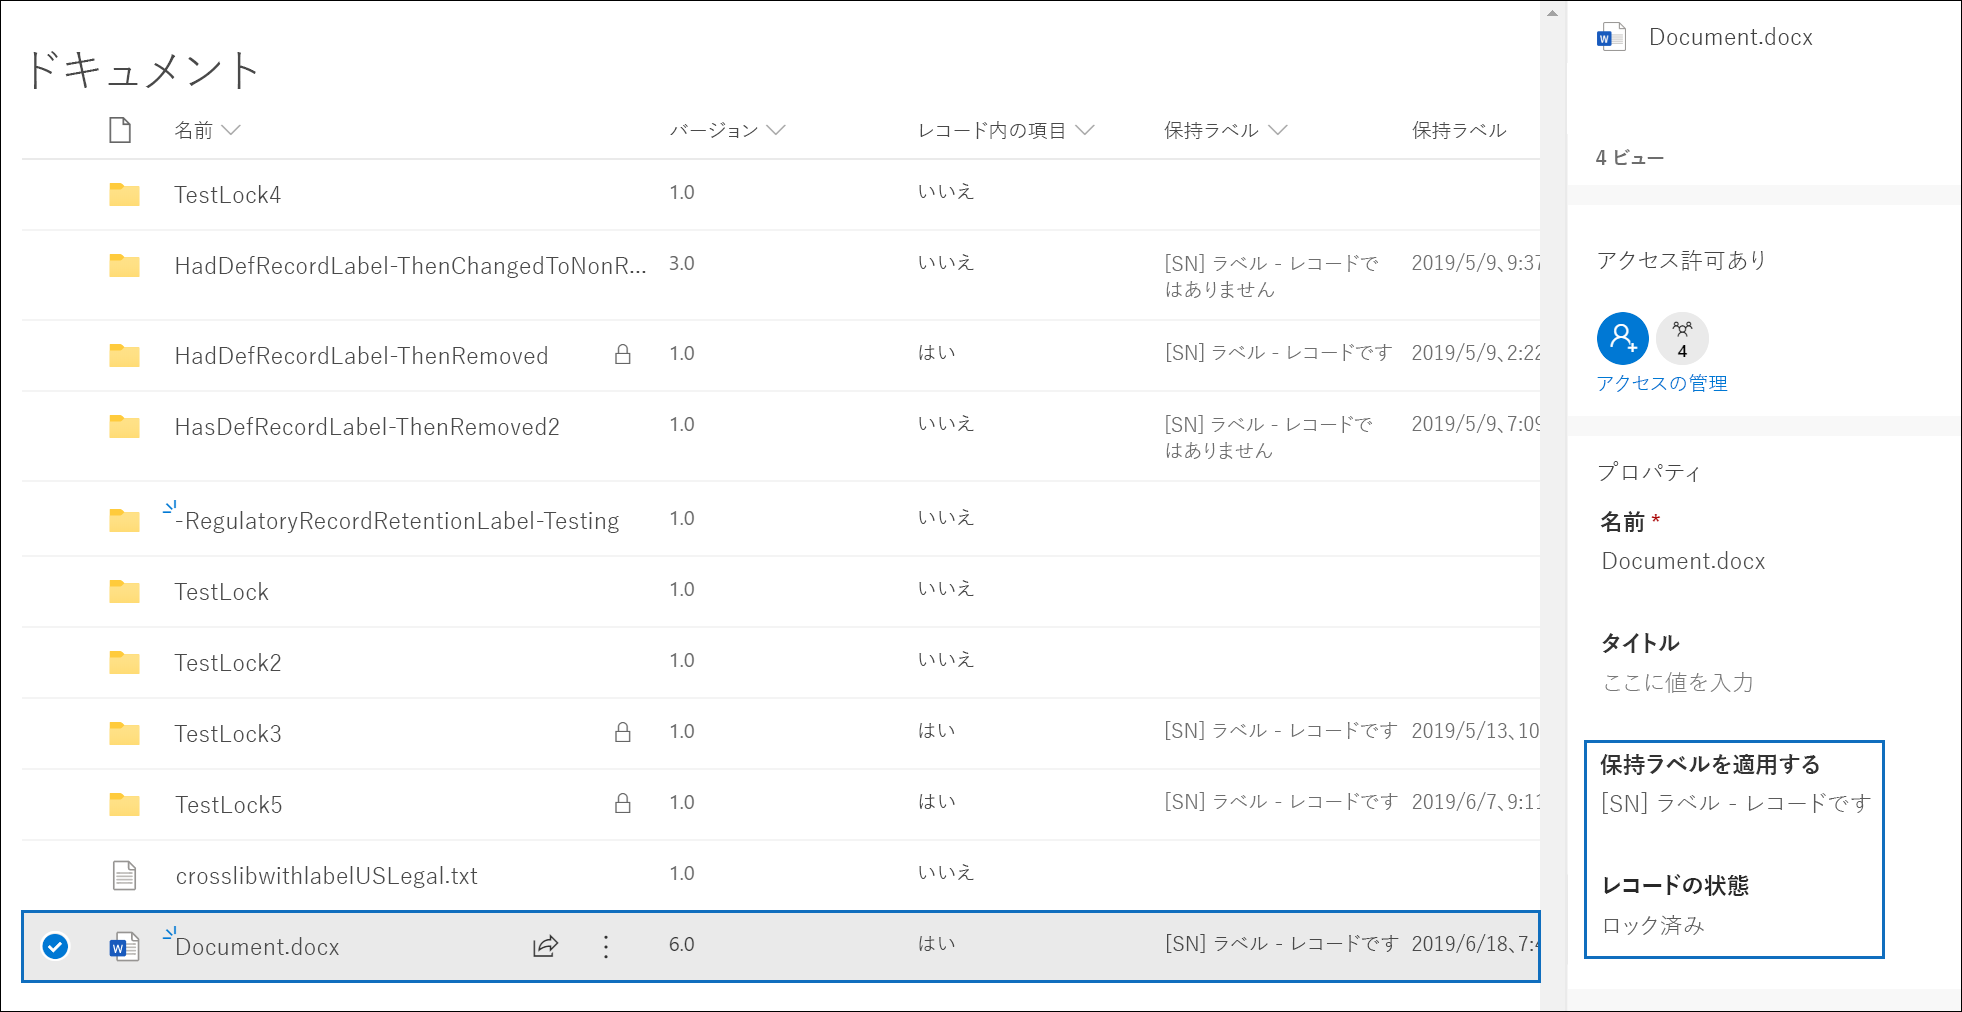 ドキュメント
名前 バージョン レコード内の項目 保持ラベル 保持ラベル
TestLock4 1.0 いいえ
HadDefRecordLabel-ThenChangedToNonR... 3.0 いいえ [SN] ラベル - レコードで 2019/5/9、9:37
はありません
HadDefRecordLabel-ThenRemoved 1.0 はい [SN] ラベル - レコードです 2019/5/9、2:22
HasDefRecordLabel-ThenRemoved2 1.0 いいえ [SN] ラベル - レコードで 2019/5/9、7:09
はありません
-RegulatoryRecordRetentionLabel-Testing 1.0 いいえ
TestLock 1.0 いいえ
TestLock2 1.0 いいえ
TestLock3 1.0 はい [SN] ラベル - レコードです 2019/5/13、10
TestLock5 1.0 はい [SN] ラベル - レコードです 2019/6/7、9:11
crosslibwithlabelUSLegal.txt 1.0 いいえ
Document.docx 6.0 はい [SN] ラベル - レコードです 2019/6/18、7:4
Document.docx
4 ビュー
アクセス許可あり
4
アクセスの管理
プロパティ
名前 *
Document.docx
タイトル
ここに値を入力
保持ラベルを適用する
[SN] ラベル - レコードです
レコードの状態
ロック済み